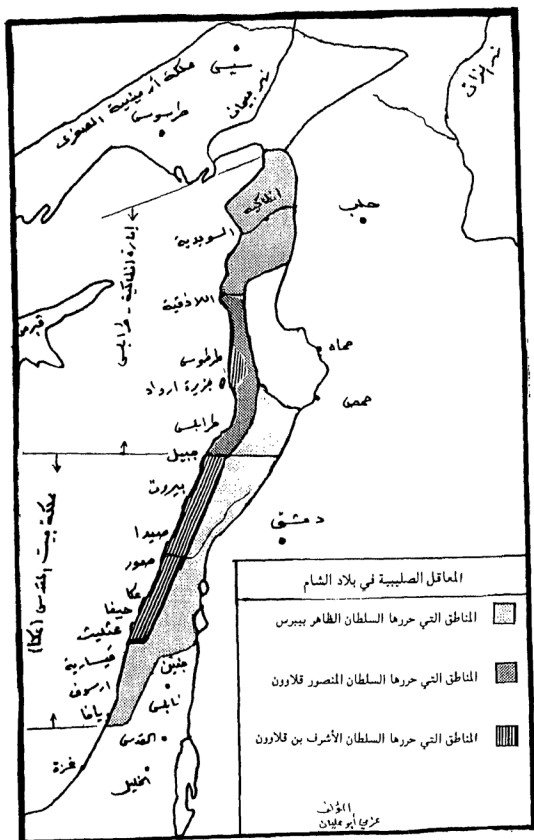 مملكة أرمينية الصغرى
سيس
طرسوس
نهر جيحان
نهر الفرات
انطاكية
حلب
السويدية
إمارة انطاكية - طرابلس
اللاذقية
قبرص
حماه
طرطوس
جزيرة ارواد
حمص
طرابلس
جبيل
بيروت
مملكة بيت المقدس (عكا)
صيدا
دمشق
صور
عكا
حيفا
عثليت
قيسارية
جنين
ارسوف
نابلس
يافا
القدس
غزة
الخليل
المعاقل الصليبية في بلاد الشام
المناطق التي حررها السلطان الظاهر بيبرس
المناطق التي حررها السلطان المنصور قلاوون
المناطق التي حررها السلطان الأشرف بن قلاوون
المؤلف
عزمي أبو عليان